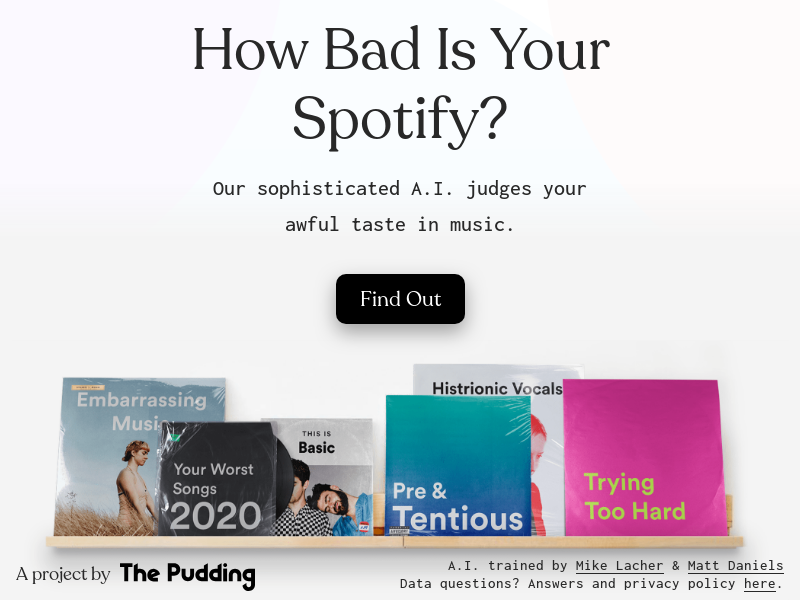 How Bad Is Your
Spotify?
Our sophisticated A.I. judges your
awful taste in music.
Find Out
Embarrassing
Musi
Your Worst
Songs
2020
THIS IS
Basic
Histrionic Vocals
Pre &
Tentious
Trying
Too Hard
A project by The Pudding
A.I. trained by Mike Lacher & Matt Daniels
Data questions? Answers and privacy policy here.